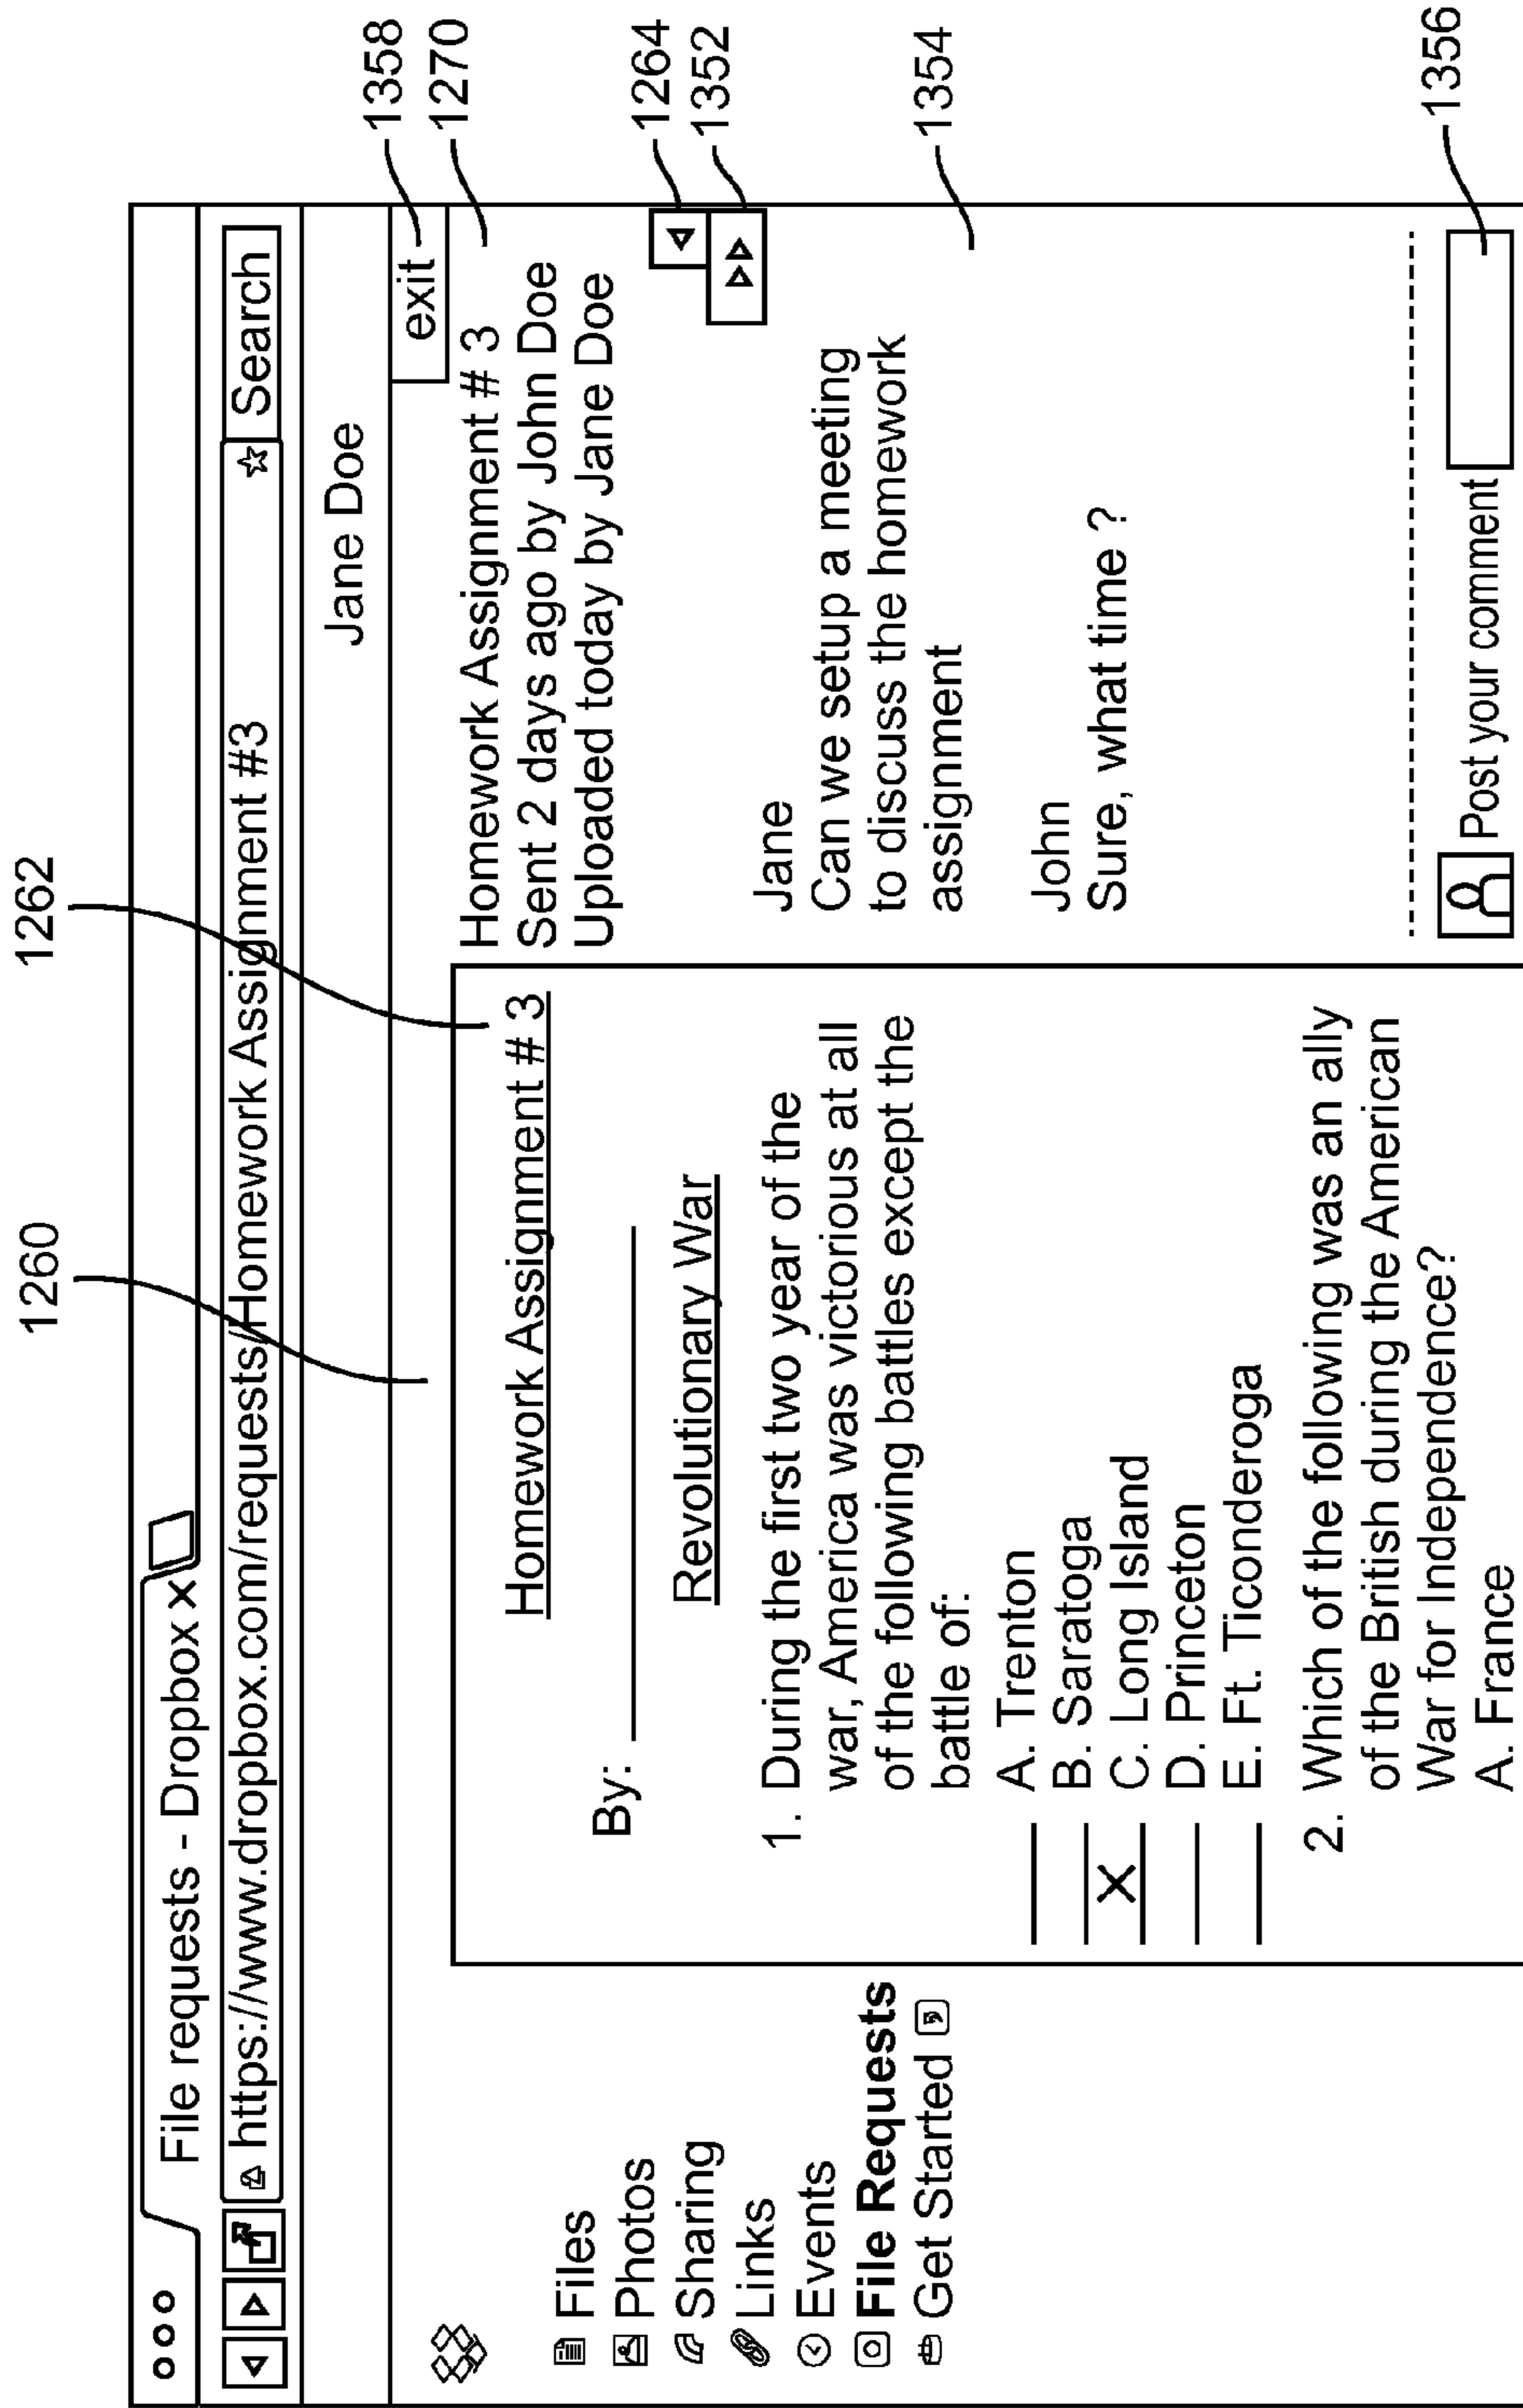 1260
1262
File requests - Dropbox X
https://www.dropbox.com/requests/Homework Assignment #3
Search
Jane Doe
exit
1358
1270
Files
Photos
Sharing
Links
Events
File Requests
Get Started
Homework Assignment # 3
By:
Revolutionary War
1. During the first two year of the
war, America was victorious at all
of the following battles except the
battle of:
A. Trenton
B. Saratoga
X C. Long Island
D. Princeton
E. Ft. Ticonderoga
2. Which of the following was an ally
of the British during the American
War for Independence?
A. France
Homework Assignment # 3
Sent 2 days ago by John Doe
Uploaded today by Jane Doe
1264
1352
Jane
Can we setup a meeting
to discuss the homework
assignment
1354
John
Sure, what time ?
Post your comment
1356